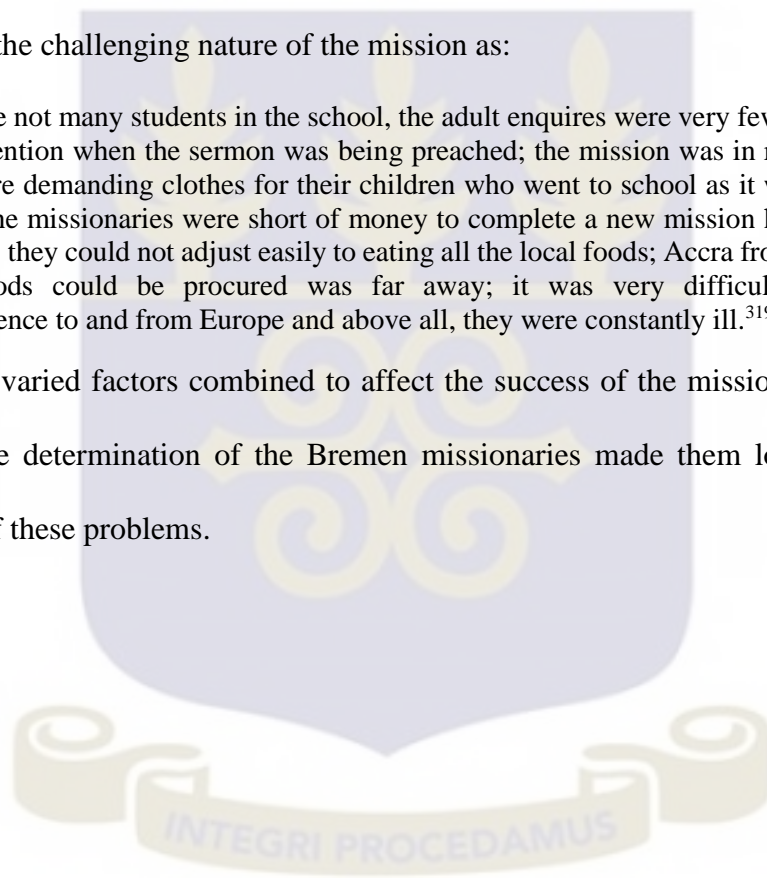 the challenging nature of the mission as:
e not many students in the school, the adult enquires were very few
ention when the sermon was being preached; the mission was in
re demanding clothes for their children who went to school as it
ne missionaries were short of money to complete a new mission
they could not adjust easily to eating all the local foods; Accra fro
ods could be procured was far away; it was very difficul
ence to and from Europe and above all, they were constantly ill.319
varied factors combined to affect the success of the missio
e determination of the Bremen missionaries made them lo
f these problems.
INTEGRI PROCEDAMUS